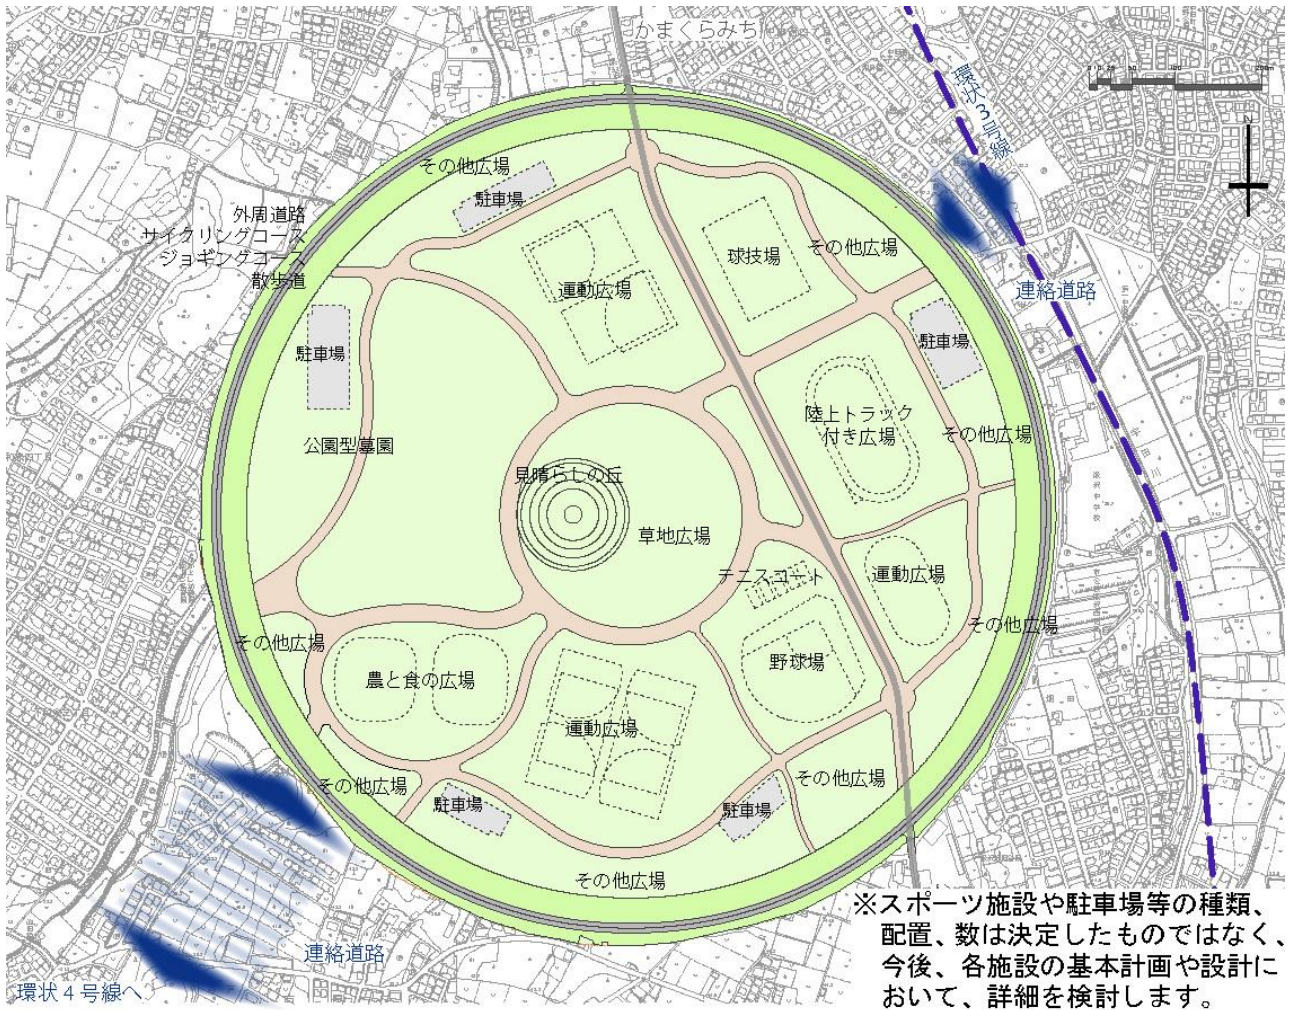 かまくらみち
環状3号線
0 10 20 50 100 200m
その他広場
駐車場
外周道路
サイクリングコース
ジョギングコース
散歩道
運動広場
球技場
その他広場
連絡道路
駐車場
駐車場
陸上トラック
付き広場
その他広場
公園型墓園
見晴らしの丘
草地広場
テニスコート
運動広場
その他広場
その他広場
野球場
農と食の広場
運動広場
その他広場
その他広場
駐車場
駐車場
その他広場
連絡道路
環状4号線へ
※スポーツ施設や駐車場等の種類、
配置、数は決定したものではなく、
今後、各施設の基本計画や設計に
おいて、詳細を検討します。